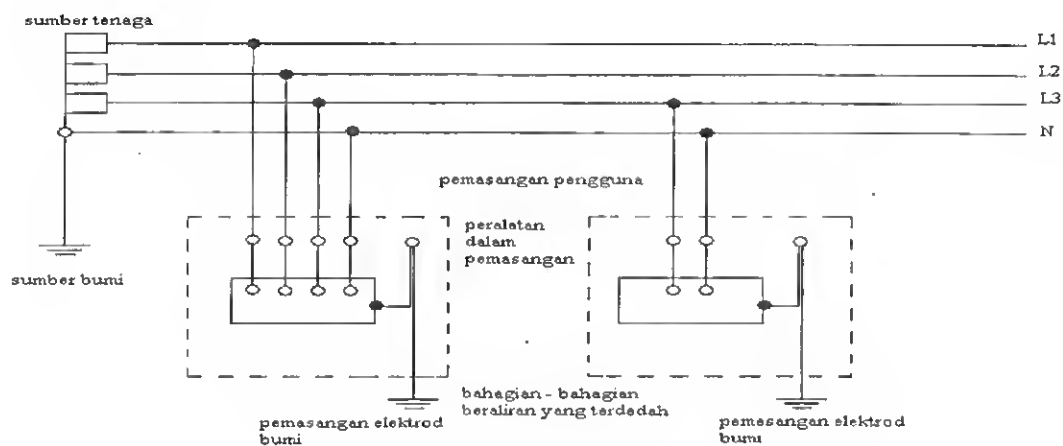 sumber tenaga
L1
L2
L3
N
pemasangan pengguna
peralatan
dalam
pemasangan
sumber bumi
bahagian - bahagian
beraliran yang terdedah
pemasangan elektrod
bumi
pemasangan elektrod
bumi